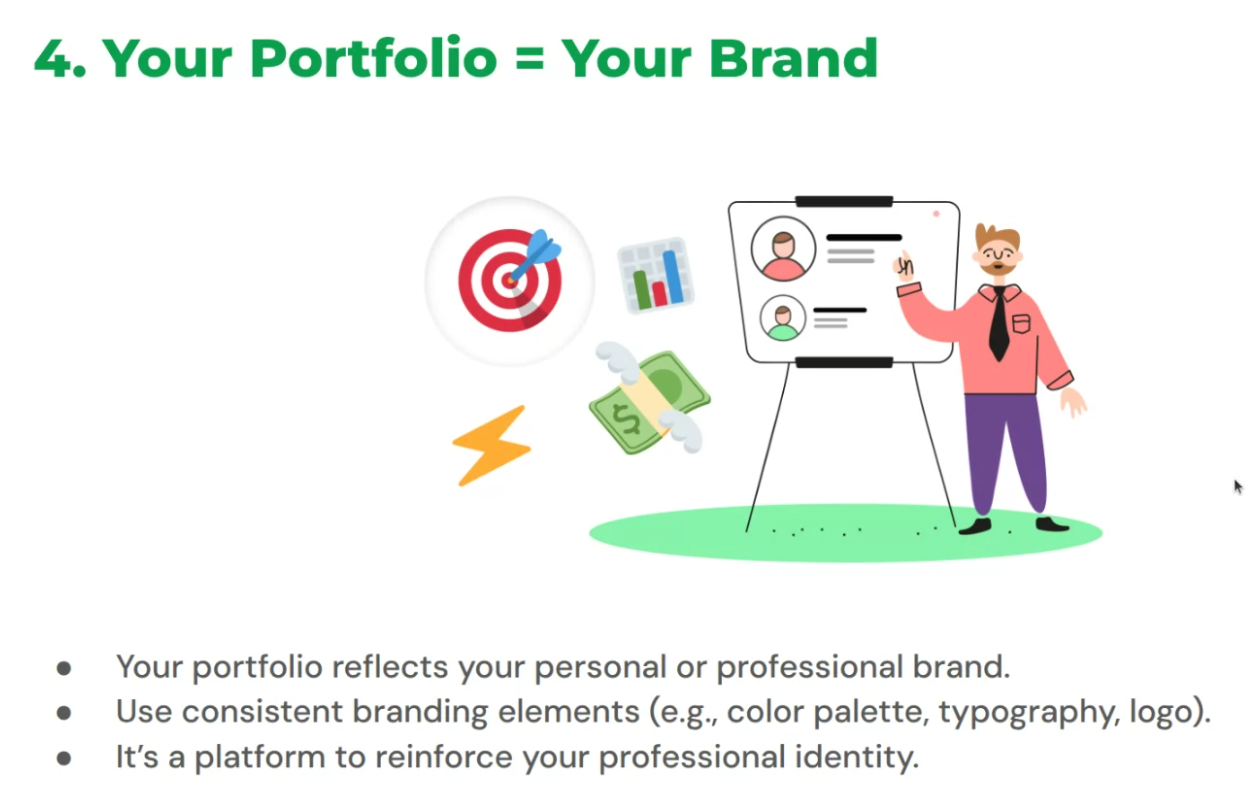 4. Your Portfolio = Your Brand
$
● Your portfolio reflects your personal or professional brand.
● Use consistent branding elements (e.g., color palette, typography, logo).
● It's a platform to reinforce your professional identity.